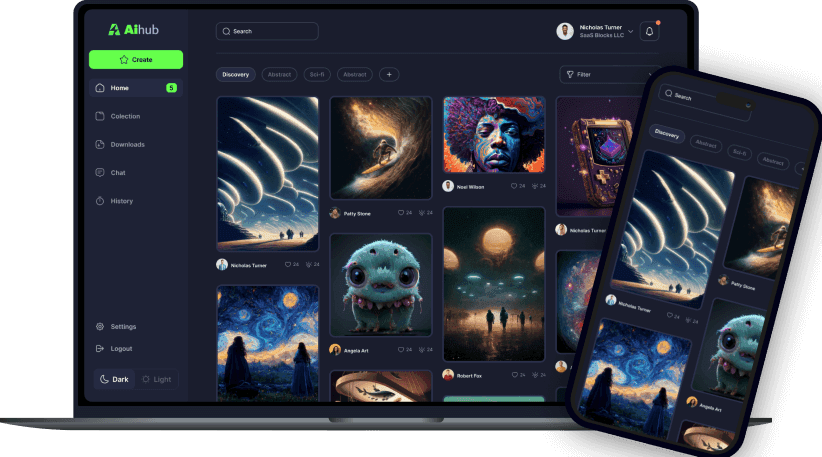 Aihub
Search
Nicholas Turner
SaaS Blocks LLC
Create
Discovery
Abstract
Sci-fi
Abstract
+
Filter
Home
5
Colection
Downloads
Chat
History
Settings
Logout
Dark
Light
Nicholas Turner
24
24
Patty Stone
24
24
Noel Wilson
24
24
Nicholas Turner
Angela Art
24
24
Robert Fox
24
24
Search
Discovery
Abstract
Sci-fi
Abstract
Nicholas Turner
24
24
Patty Stone
Angela Art